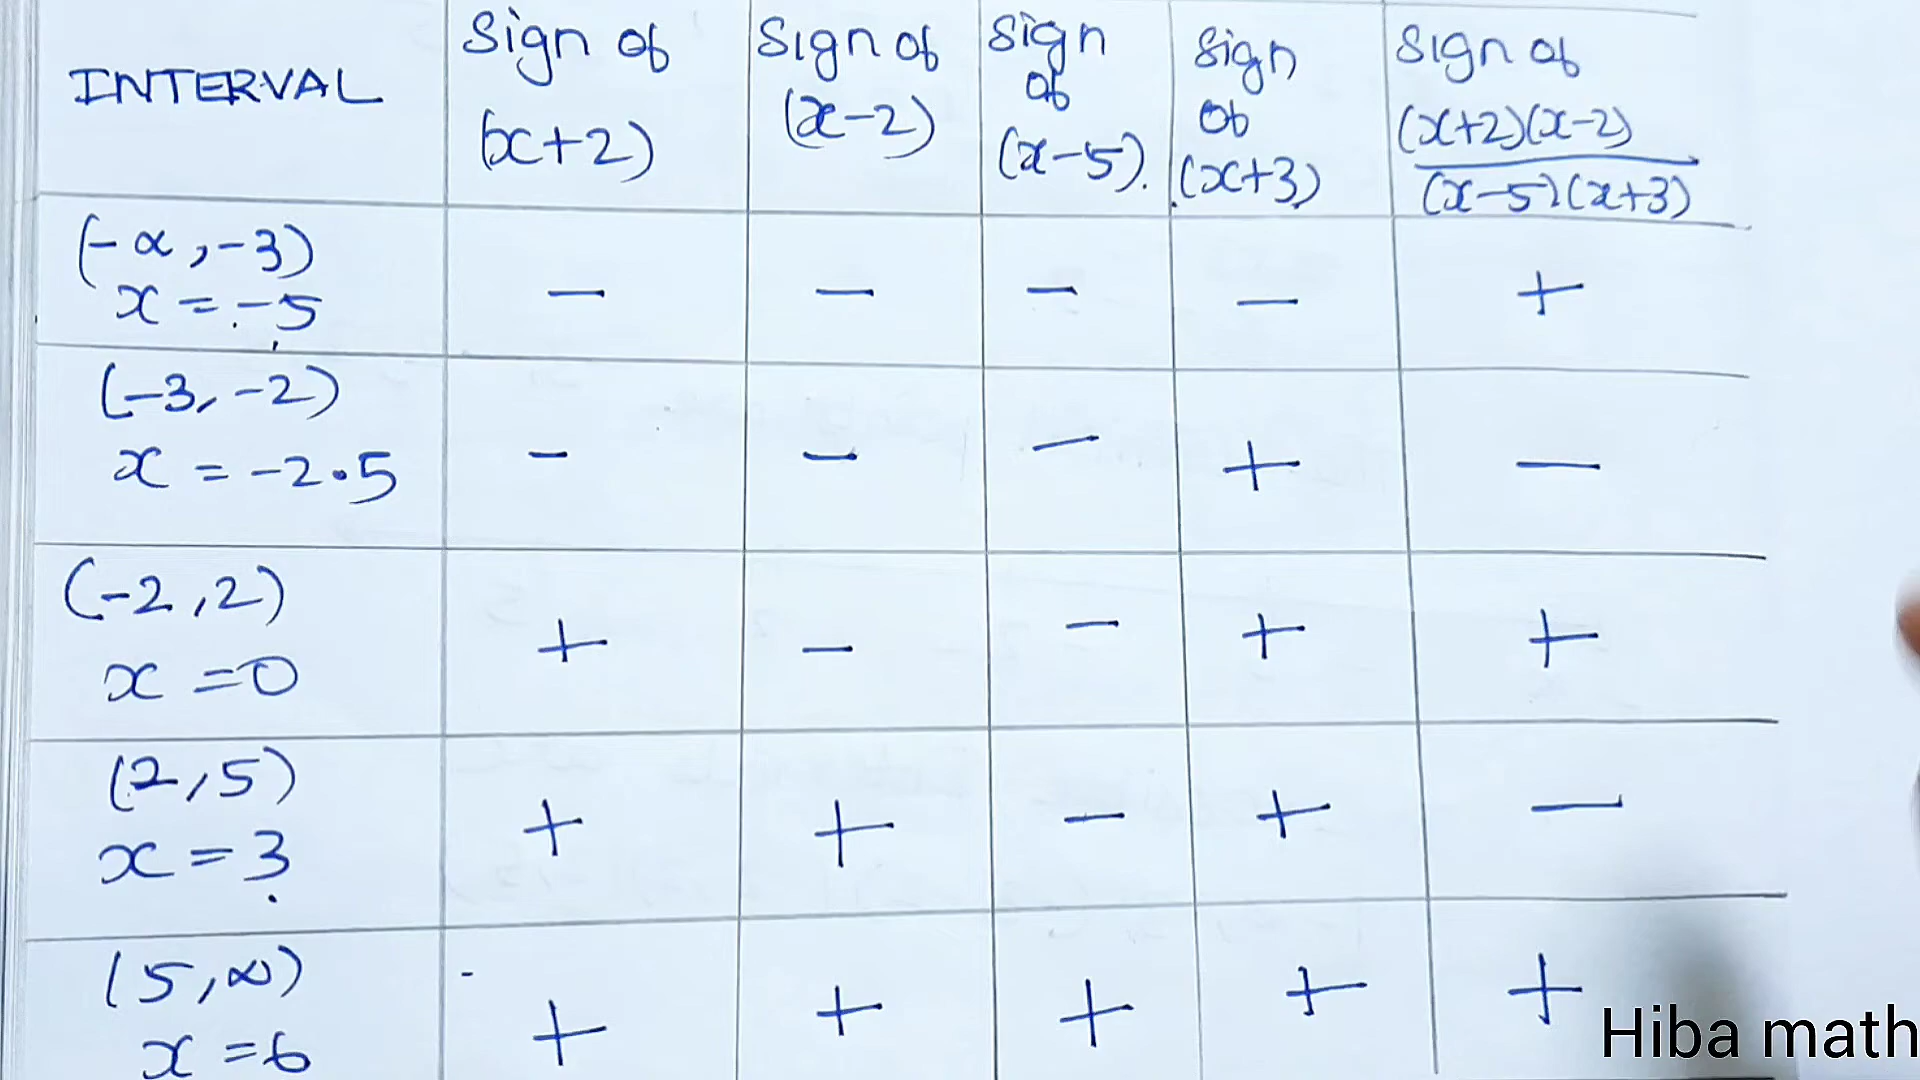 INTERVAL
Sign of
(x+2)
Sign of
(x-2)
Sign
of
(x-5).
Sign
of
(x+3)
Sign of
(x+2)(x-2)
(x-5)(x+3)
(-α,-3)
x = -5
-
-
-
-
+
(-3,-2)
x = -2.5
-
-
-
+
-
(-2,2)
x =0
+
-
-
+
+
(2,5)
x = 3
+
+
-
+
-
(5,∞)
x =6
+
+
+
+
+
Hiba math